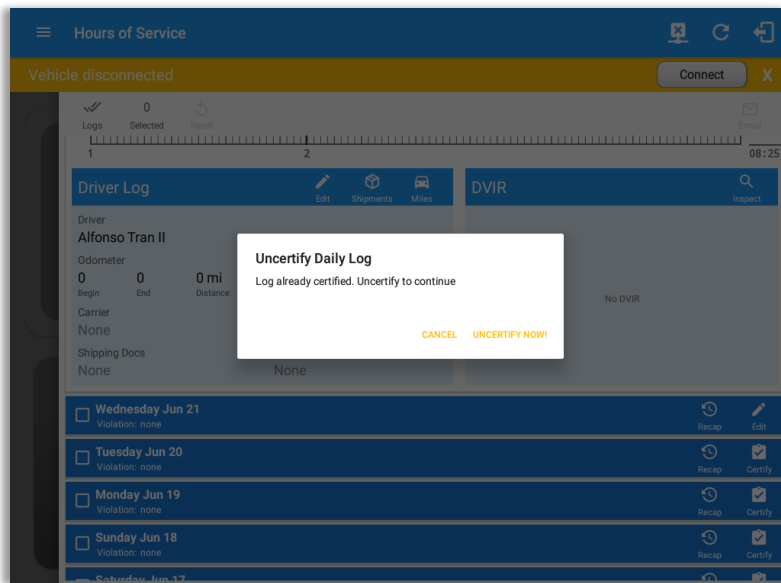 Hours of Service
Vehicle disconnected
Connect
X
0
Logs
Selected
Reset
Email
1
2
08:25
Driver Log
Edit
Shipments
Miles
DVIR
Inspect
Driver
Alfonso Tran II
Odometer
0
0
0 mi
Begin
End
Distance
Carrier
None
Shipping Docs
None
None
No DVIR
Uncertify Daily Log
Log already certified. Uncertify to continue
CANCEL
UNCERTIFY NOW!
Wednesday Jun 21
Violation: none
Recap
Edit
Tuesday Jun 20
Violation: none
Recap
Certify
Monday Jun 19
Violation: none
Recap
Certify
Sunday Jun 18
Violation: none
Recap
Certify
Saturday Jun 17